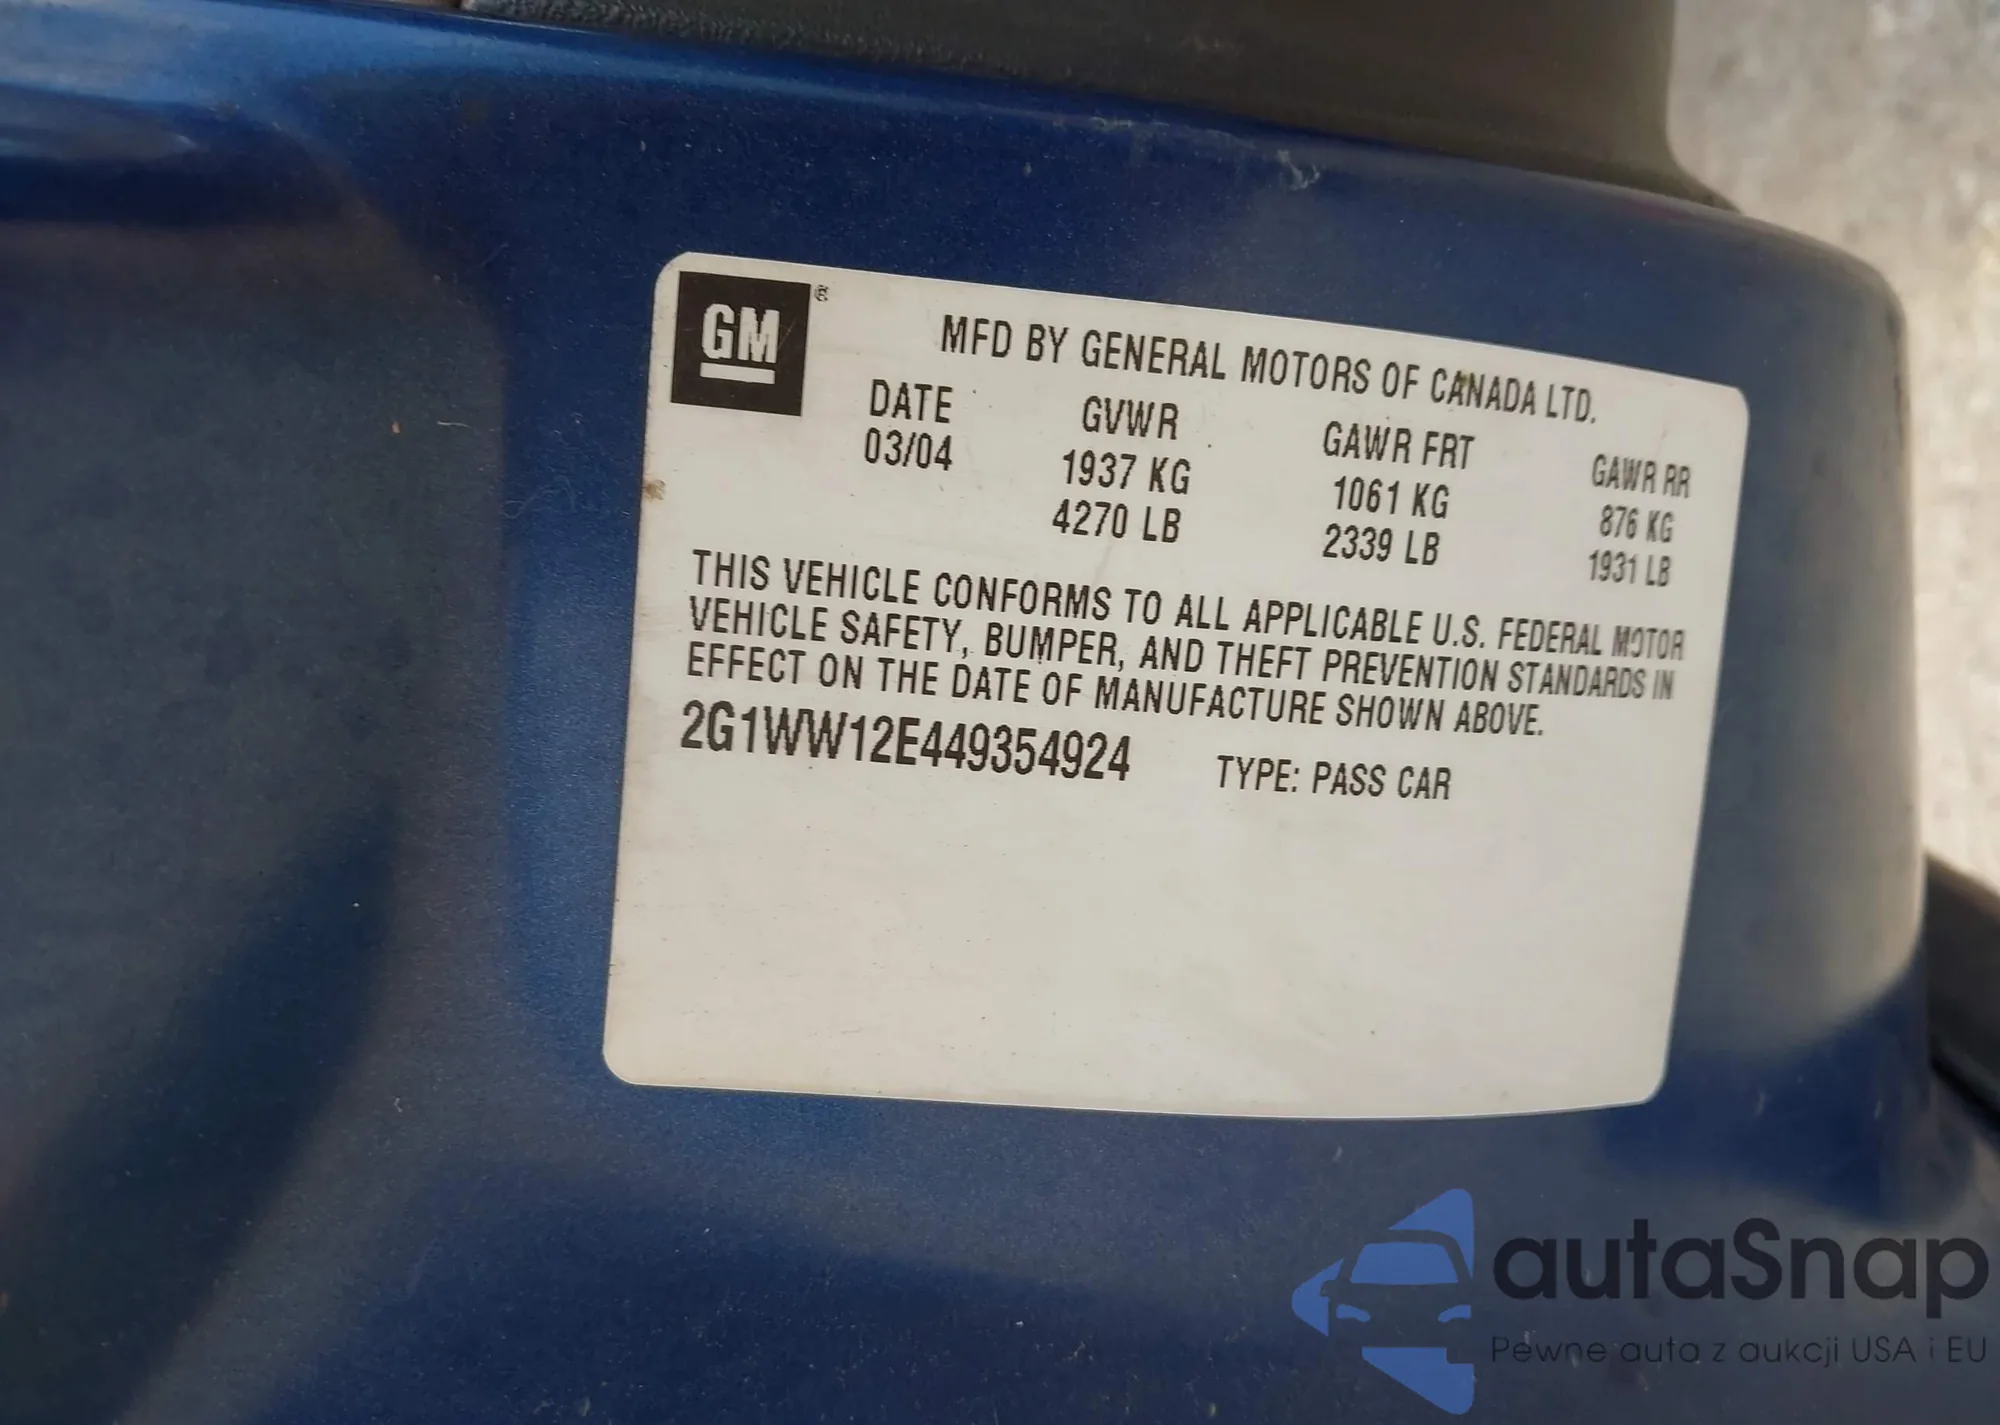 GM ®
MFD BY GENERAL MOTORS OF CANADA LTD.
DATE GVWR GAWR FRT GAWR RR
03/04 1937 KG 1061 KG 876 KG
4270 LB 2339 LB 1931 LB
THIS VEHICLE CONFORMS TO ALL APPLICABLE U.S. FEDERAL MOTOR
VEHICLE SAFETY, BUMPER, AND THEFT PREVENTION STANDARDS IN
EFFECT ON THE DATE OF MANUFACTURE SHOWN ABOVE.
2G1WW12E449354924 TYPE: PASS CAR
autaSnap
Pewne auta z aukcji USA i EU